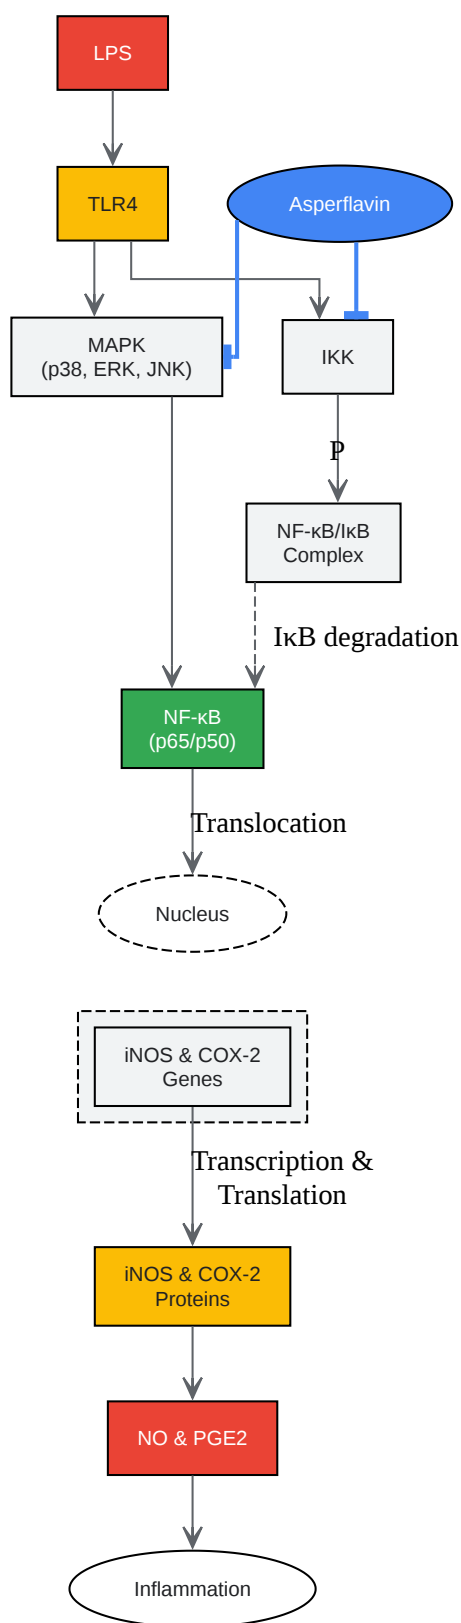 LPS
TLR4
Asperflavin
MAPK
(p38, ERK, JNK)
IKK
P
NF-κB/IκB
Complex
IκB degradation
NF-κB
(p65/p50)
Translocation
Nucleus
iNOS & COX-2
Genes
Transcription &
Translation
iNOS & COX-2
Proteins
NO & PGE2
Inflammation